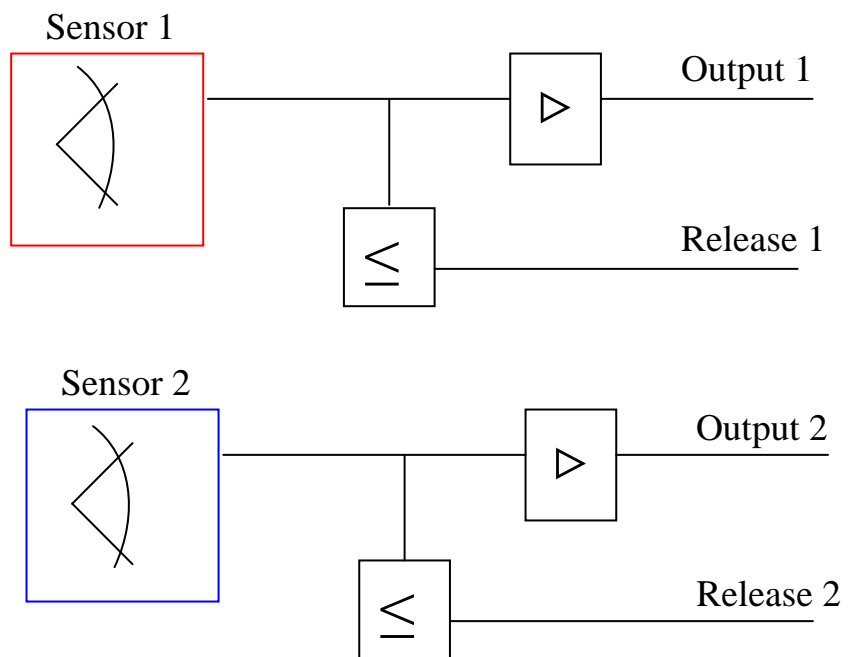 Sensor 1
Output 1
≤
Release 1
Sensor 2
Output 2
≤
Release 2